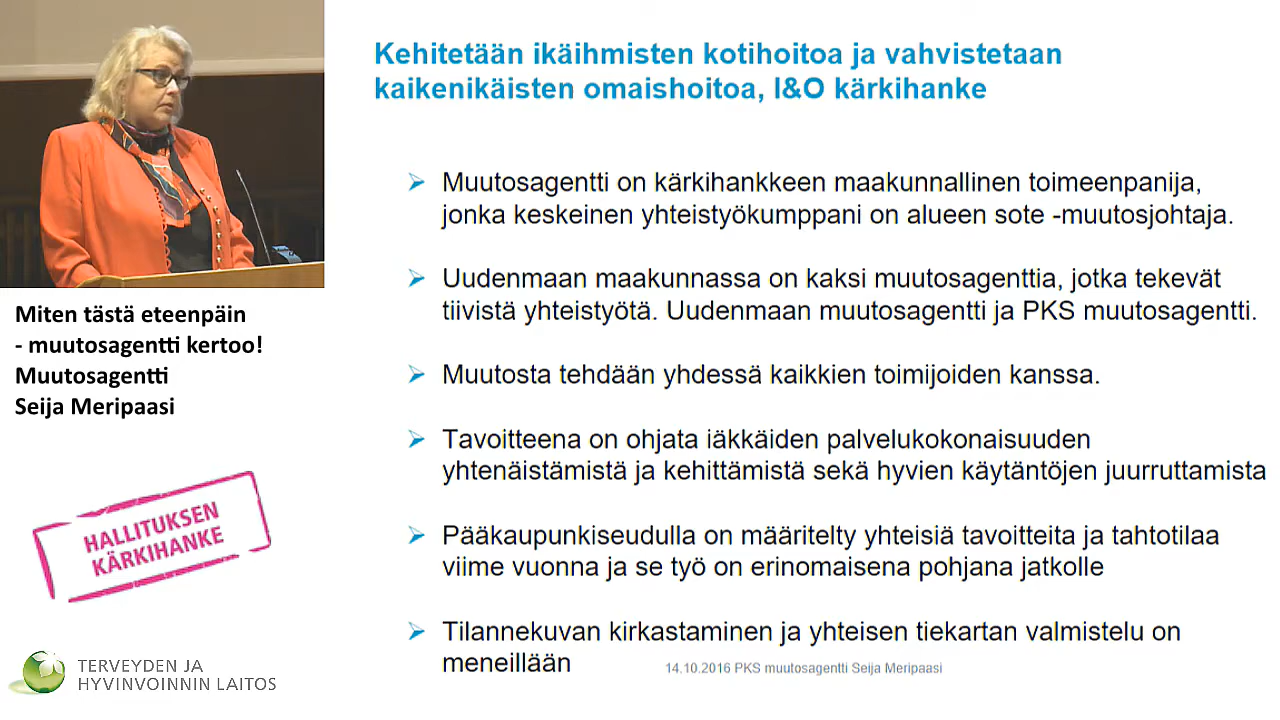 Kehitetään ikäihmisten kotihoitoa ja vahvistetaan
kaikenikäisten omaishoitoa, I&O kärkihanke
Muutosagentti on kärkihankkeen maakunnallinen toimeenpanija,
jonka keskeinen yhteistyökumppani on alueen sote -muutosjohtaja.
Uudenmaan maakunnassa on kaksi muutosagenttia, jotka tekevät
tiivistä yhteistyötä. Uudenmaan muutosagentti ja PKS muutosagentti.
Muutosta tehdään yhdessä kaikkien toimijoiden kanssa.
Tavoitteena on ohjata iäkkäiden palvelukokonaisuuden
yhtenäistämistä ja kehittämistä sekä hyvien käytäntöjen juurruttamista
Pääkaupunkiseudulla on määritelty yhteisiä tavoitteita ja tahtotilaa
viime vuonna ja se työ on erinomaisena pohjana jatkolle
Tilannekuvan kirkastaminen ja yhteisen tiekartan valmistelu on
meneillään
14.10.2016 PKS muutosagentti Seija Meripaasi
Miten tästä eteenpäin
- muutosagentti kertoo!
Muutosagentti
Seija Meripaasi
HALLITUKSEN
KÄRKIHANKE
TERVEYDEN JA
HYVINVOINNIN LAITOS